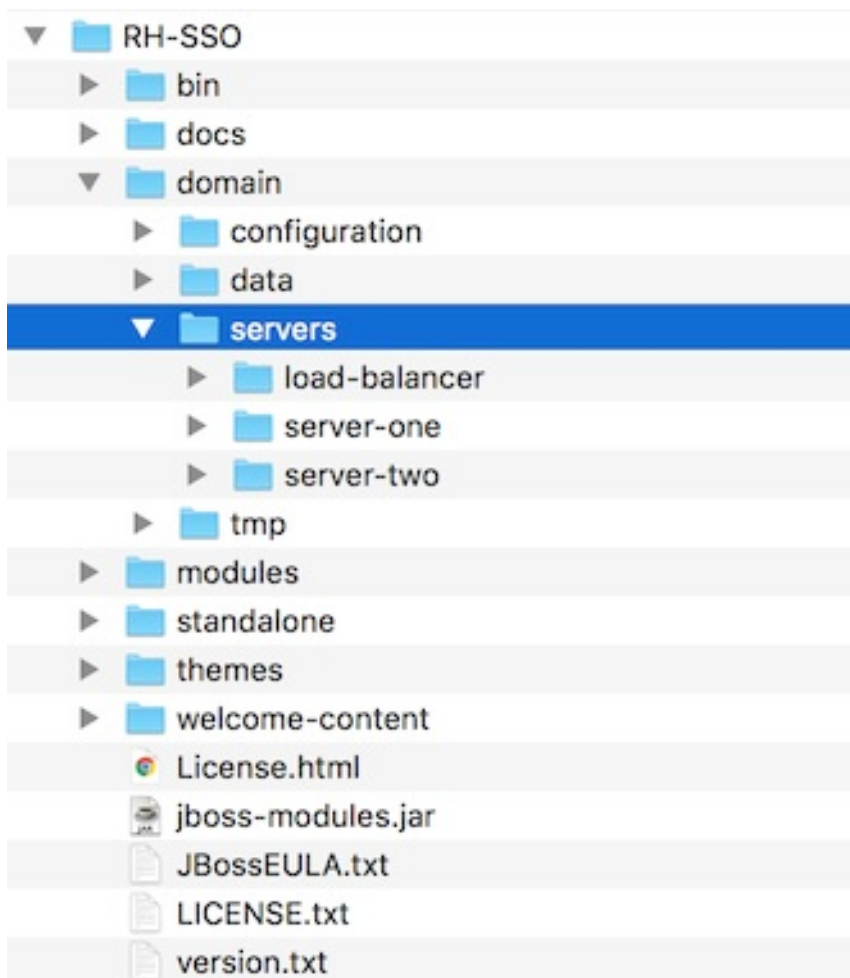 RH-SSO
bin
docs
domain
configuration
data
servers
load-balancer
server-one
server-two
tmp
modules
standalone
themes
welcome-content
License.html
jboss-modules.jar
JBossEULA.txt
LICENSE.txt
version.txt